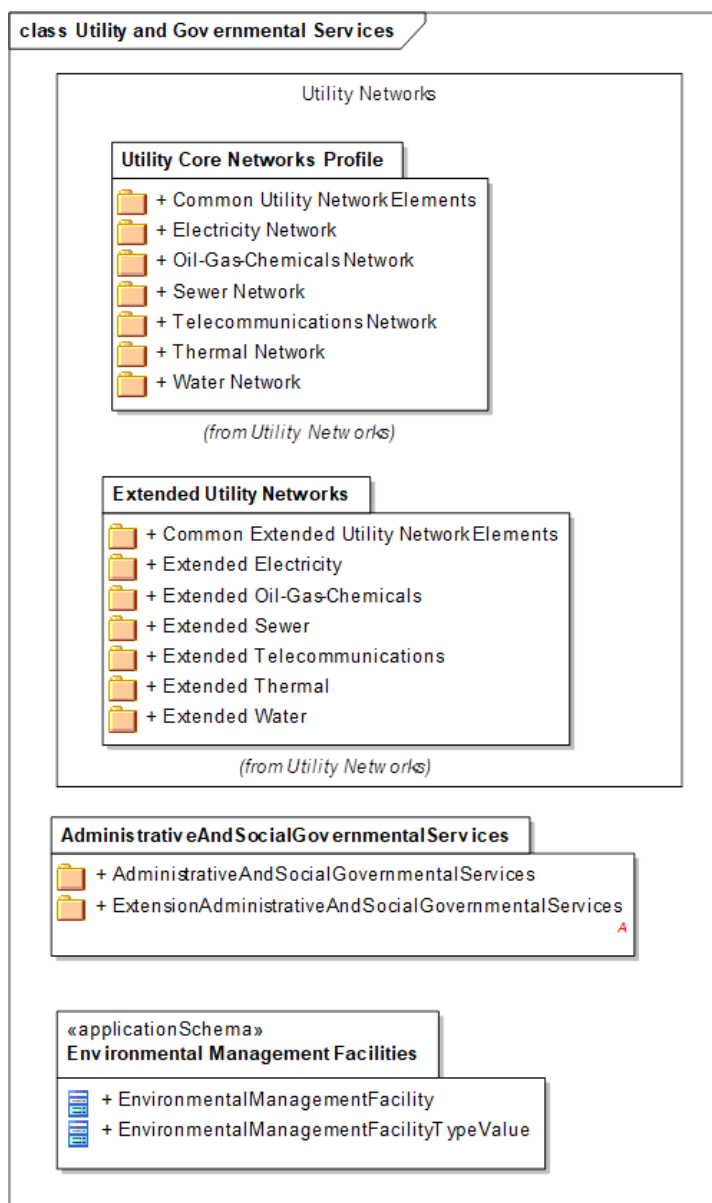 class Utility and Governmental Services
Utility Networks
Utility Core Networks Profile
+ Common Utility Network Elements
+ Electricity Network
+ Oil-Gas-Chemicals Network
+ Sewer Network
+ Telecommunications Network
+ Thermal Network
+ Water Network
(from Utility Networks)
Extended Utility Networks
+ Common Extended Utility Network Elements
+ Extended Electricity
+ Extended Oil-Gas-Chemicals
+ Extended Sewer
+ Extended Telecommunications
+ Extended Thermal
+ Extended Water
(from Utility Networks)
AdministrativeAndSocialGovernmentalServices
+ AdministrativeAndSocialGovernmentalServices
+ ExtensionAdministrativeAndSocialGovernmentalServices
A
«applicationSchema»
Environmental Management Facilities
+ EnvironmentalManagementFacility
+ EnvironmentalManagementFacilityTypeValue